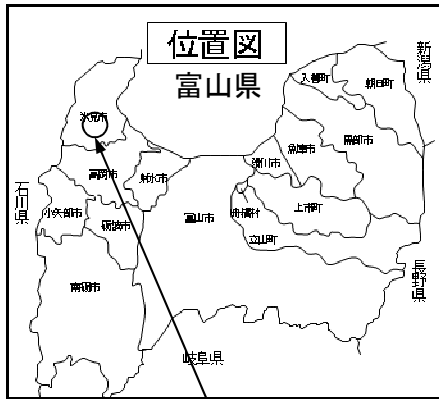 位置図
富山県
新潟県
入善町
朝日町
氷見市
黒部市
魚津市
滑川市
高岡市
射水市
石川県
小矢部市
砺波市
富山市
舟橋村
上市町
立山町
長野県
南砺市
岐阜県